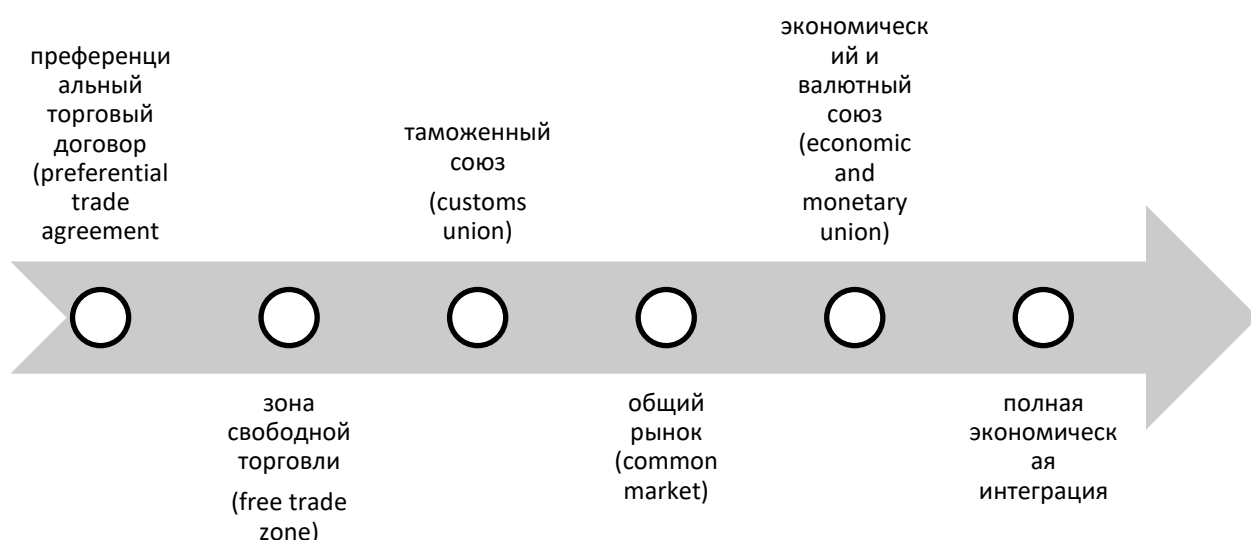 преференци
альный
торговый
договор
(preferential
trade
agreement
зона
свободной
торговли
(free trade
zone)
таможенный
союз
(customs
union)
общий
рынок
(common
market)
экономическ
ий и
валютный
союз
(economic
and
monetary
union)
полная
экономическ
ая
интеграция